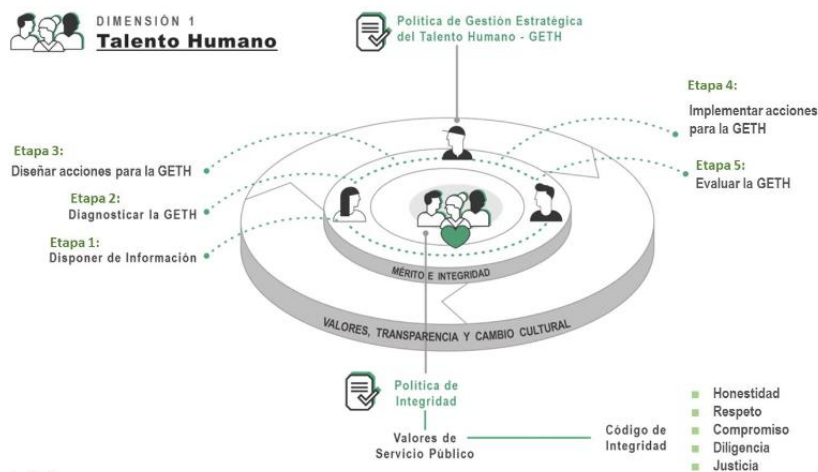 DIMENSIÓN 1
Talento Humano
Política de Gestión Estratégica
del Talento Humano - GETH
Etapa 4:
Implementar acciones
para la GETH
Etapa 3:
Diseñar acciones para la GETH
Etapa 5:
Evaluar la GETH
Etapa 2:
Diagnosticar la GETH
Etapa 1:
Disponer de Información
MÉRITO E INTEGRIDAD
VALORES, TRANSPARENCIA Y CAMBIO CULTURAL
Política de
Integridad
Valores de
Servicio Público
Código de
Integridad
Honestidad
Respeto
Compromiso
Diligencia
Justicia